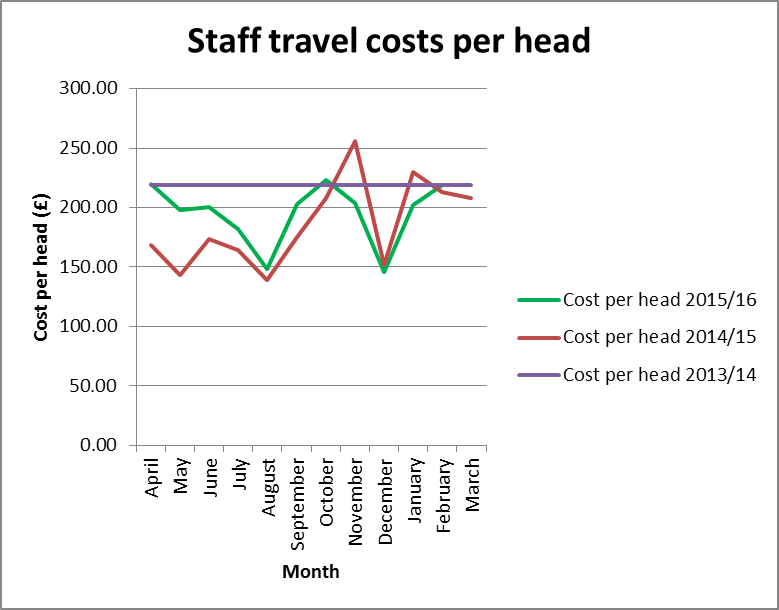 Staff travel costs per head
300.00
250.00
200.00
150.00
100.00
50.00
0.00
Cost per head (£)
April
May
June
July
August
September
October
November
December
January
February
March
Month
Cost per head 2015/16
Cost per head 2014/15
Cost per head 2013/14